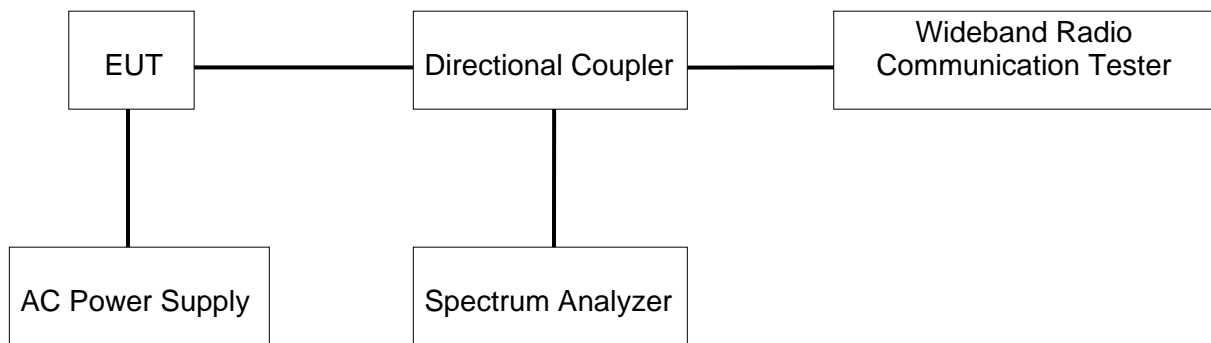 EUT
Directional Coupler
Wideband Radio
Communication Tester
AC Power Supply
Spectrum Analyzer